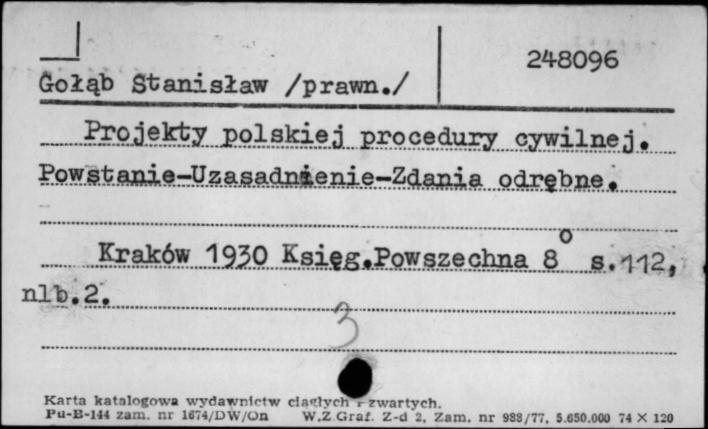 248096
Gołąb Stanisław /prawn./
Projekty polskiej procedury cywilnej.
Powstanie-Uzasadnienie-Zdania odrębne.
Kraków 1930 Księg.Powszechna 8º s.112,
nlb.2.
3
Karta katalogowa wydawnictw ciągłych i zwartych.
Pu-B-144 zam. nr 1674/DW/On W.Z.Graf. Z-d 2, Zam. nr 988/77, 5.650.000 74 X 120